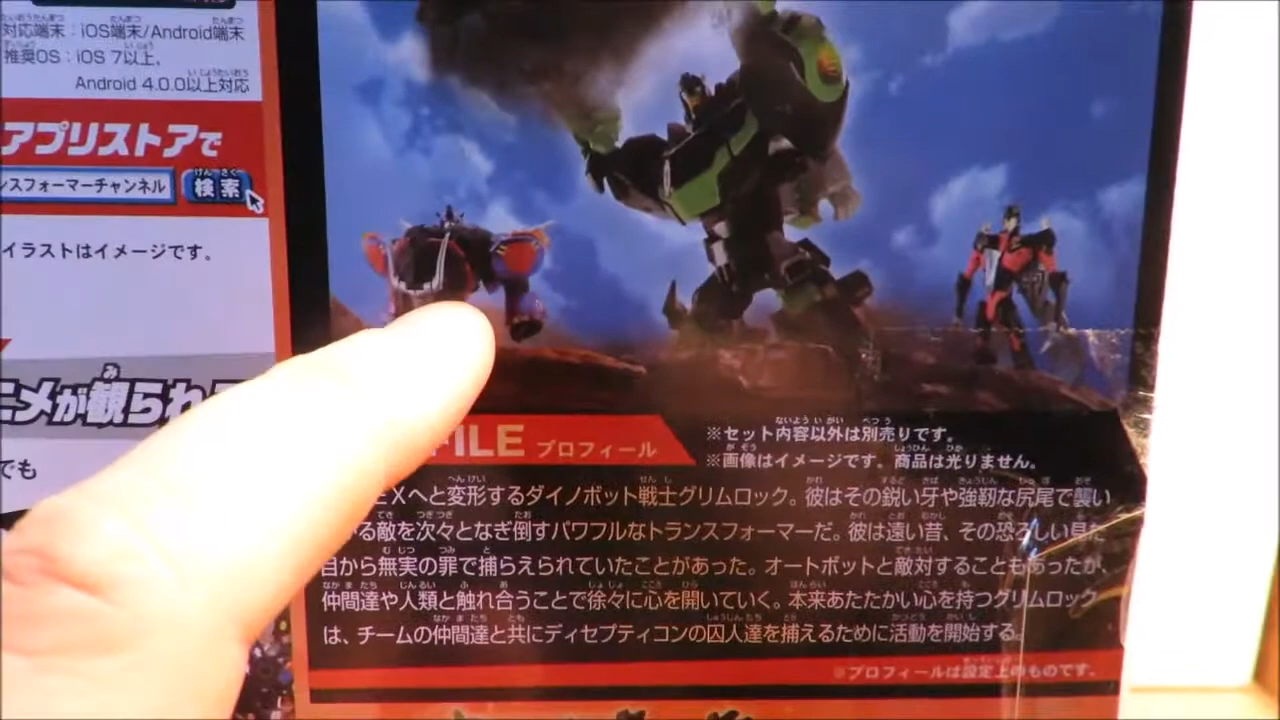 対応端末：iOS端末/Android端末
推奨OS：iOS 7以上、
Android 4.0.0以上対応
アプリストアで
ンスフォーマーチャンネル
検索
イラストはイメージです。
ニメが観られ
でも
FILE プロフィール
※セット内容以外は別売りです。
※画像はイメージです。商品は光りません。
EXへと変形するダイノボット戦士グリムロック。彼はその鋭い牙や強靭な尻尾で襲い
る敵を次々となぎ倒すパワフルなトランスフォーマーだ。彼は遠い昔、その恐ろしい見た
目から無実の罪で捕らえられていたことがあった。オートボットと敵対することもあったが、
仲間達や人類と触れ合うことで徐々に心を開いていく。本来あたたかい心を持つグリムロック
は、チームの仲間達と共にディセプティコンの囚人達を捕えるために活動を開始する。
※プロフィールは設定上のものです。